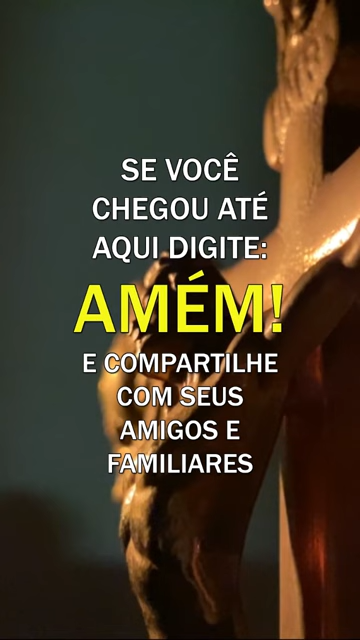 SE VOCÊ
CHEGOU ATÉ
AQUI DIGITE:
AMÉM!
E COMPARTILHE
COM SEUS
AMIGOS E
FAMILIARES